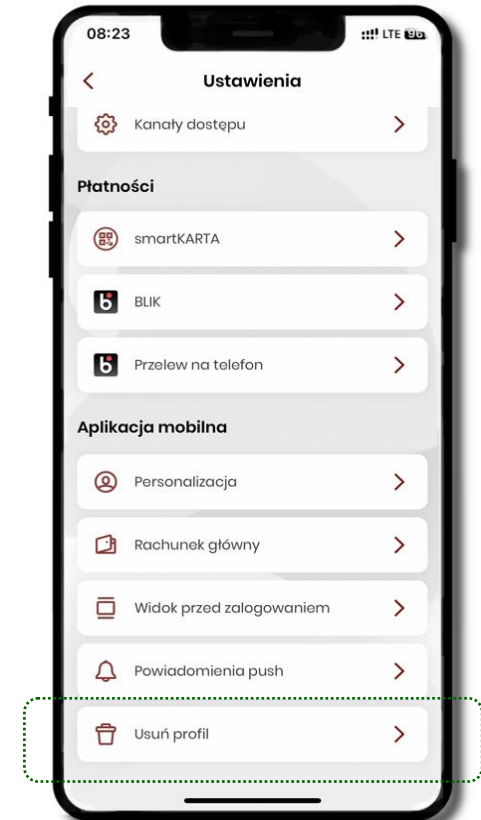 08:23 LTE 96
Ustawienia
Kanały dostępu
Płatności
smartKARTA
BLIK
Przelew na telefon
Aplikacja mobilna
Personalizacja
Rachunek główny
Widok przed zalogowaniem
Powiadomienia push
Usuń profil